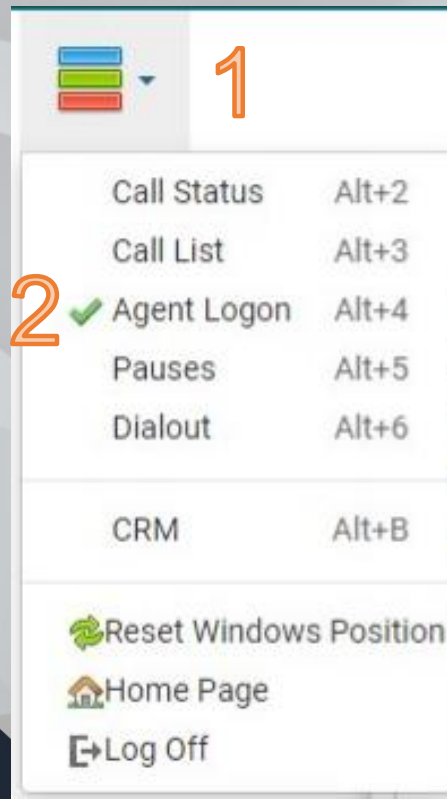 1
Call Status Alt+2
Call List Alt+3
2 Agent Logon Alt+4
Pauses Alt+5
Dialout Alt+6
CRM Alt+B
Reset Windows Position
Home Page
Log Off